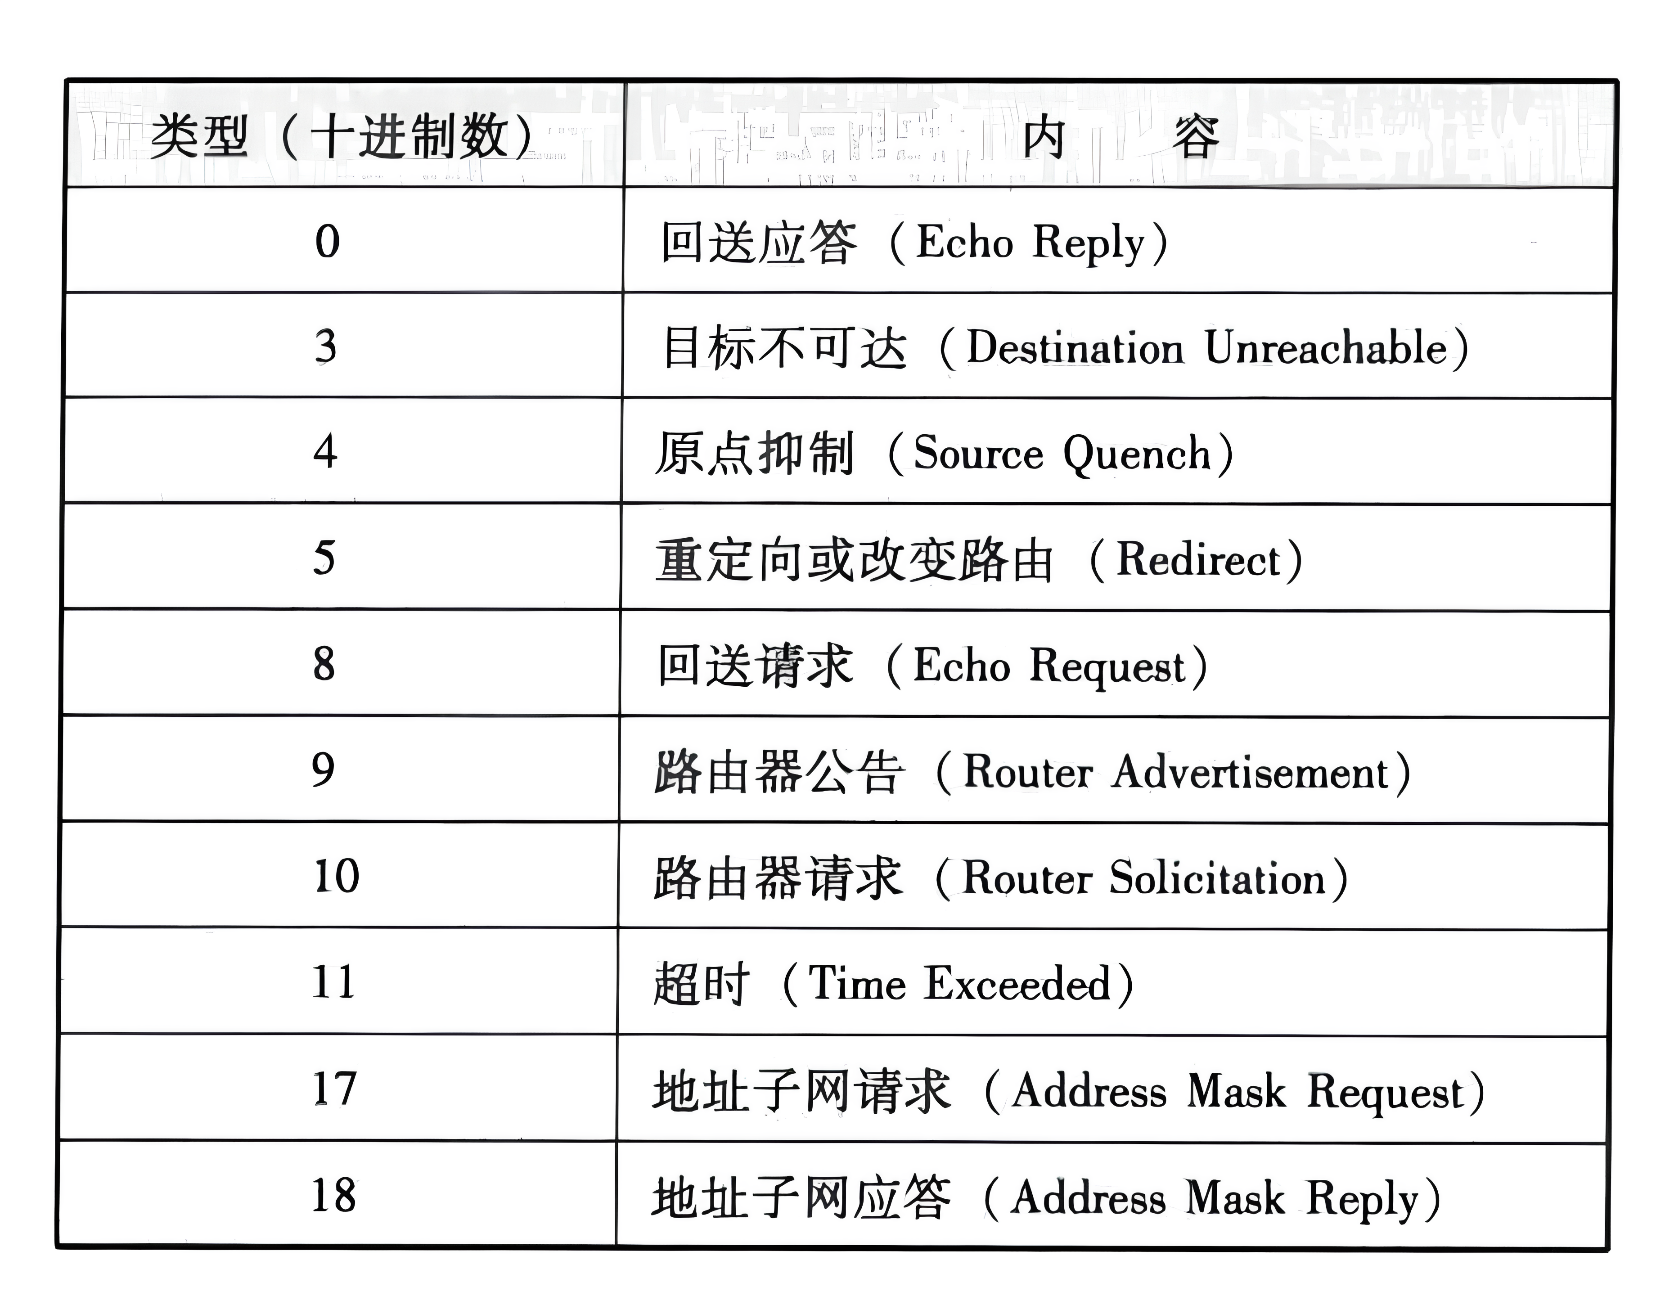 类型（十进制数） 内 容
0 回送应答（Echo Reply）
3 目标不可达（Destination Unreachable）
4 原点抑制（Source Quench）
5 重定向或改变路由（Redirect）
8 回送请求（Echo Request）
9 路由器公告（Router Advertisement）
10 路由器请求（Router Solicitation）
11 超时（Time Exceeded）
17 地址子网请求（Address Mask Request）
18 地址子网应答（Address Mask Reply）